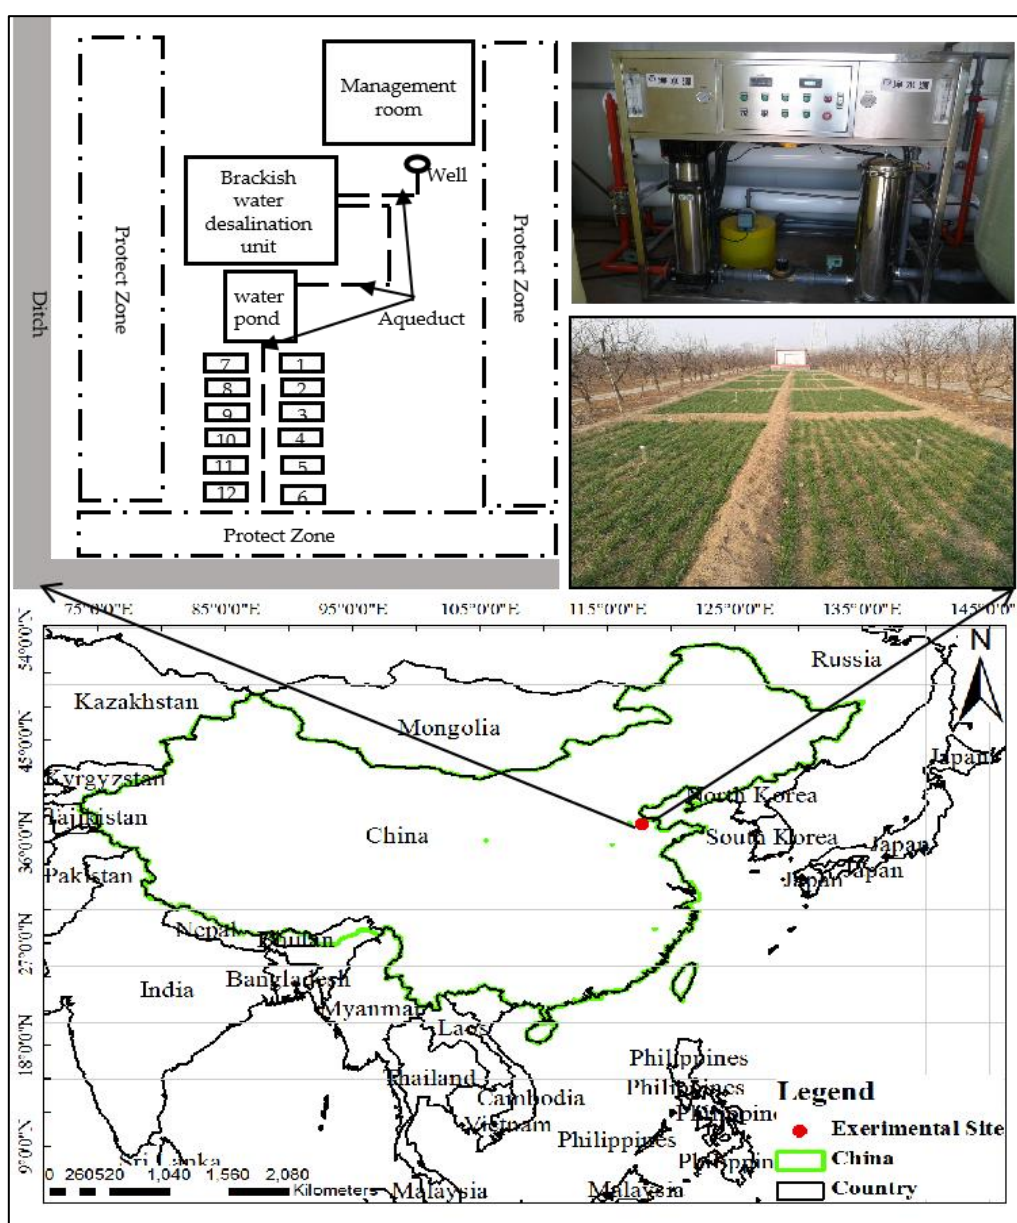 Management
room
Well
Brackish
water
desalination
unit
Protect Zone
Protect Zone
Ditch
water
pond
Aqueduct
7
1
8
2
9
3
10
4
11
5
12
6
Protect Zone
75°0'0"E
85°0'0"E
95°0'0"E
105°0'0"E
115°0'0"E
125°0'0"E
135°0'0"E
145°0'0"E
54°0'0"N
45°0'0"N
36°0'0"N
27°0'0"N
18°0'0"N
9°0'0"N
N
Russia
Kazakhstan
Mongolia
Japan
Kyrgyzstan
North Korea
Tajikistan
China
South Korea
Japan
Pakistan
Japan
Japan
Nepal
Bhutan
Bangladesh
India
Myanmar
Laos
Philippines
Thailand
Philippines
Cambodia
Philippine
Vietnam
Philippines
Philippin
Sri Lanka
Malaysia
Malaysia
Legend
Exerimental Site
China
Country
0 260520 1,040 1,560 2,080
Kilometers